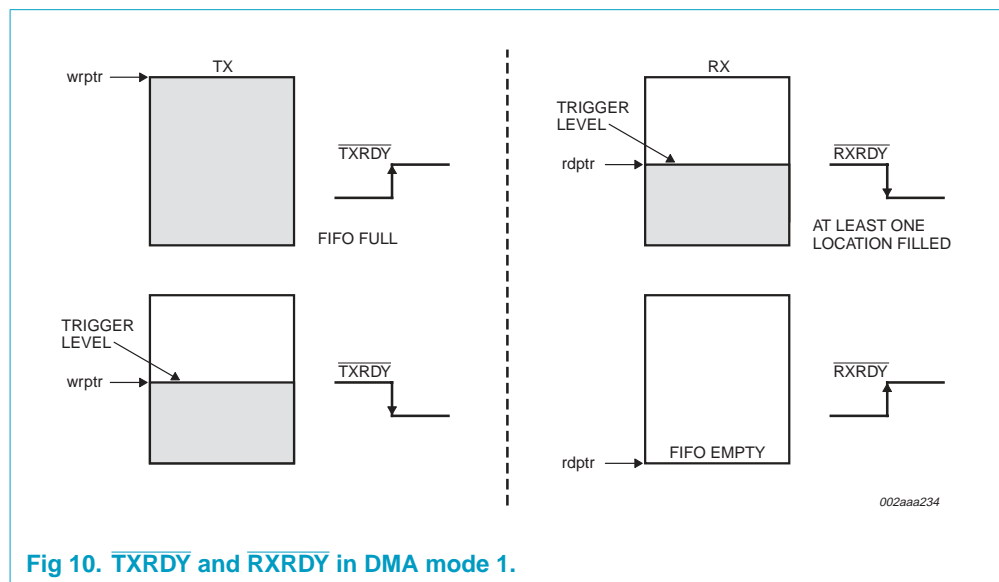 TX
wrptr
TXRDY
FIFO FULL
TRIGGER
LEVEL
wrptr
TXRDY
RX
TRIGGER
LEVEL
rdptr
RXRDY
AT LEAST ONE
LOCATION FILLED
RXRDY
FIFO EMPTY
rdptr
002aaa234
Fig 10. TXRDY and RXRDY in DMA mode 1.